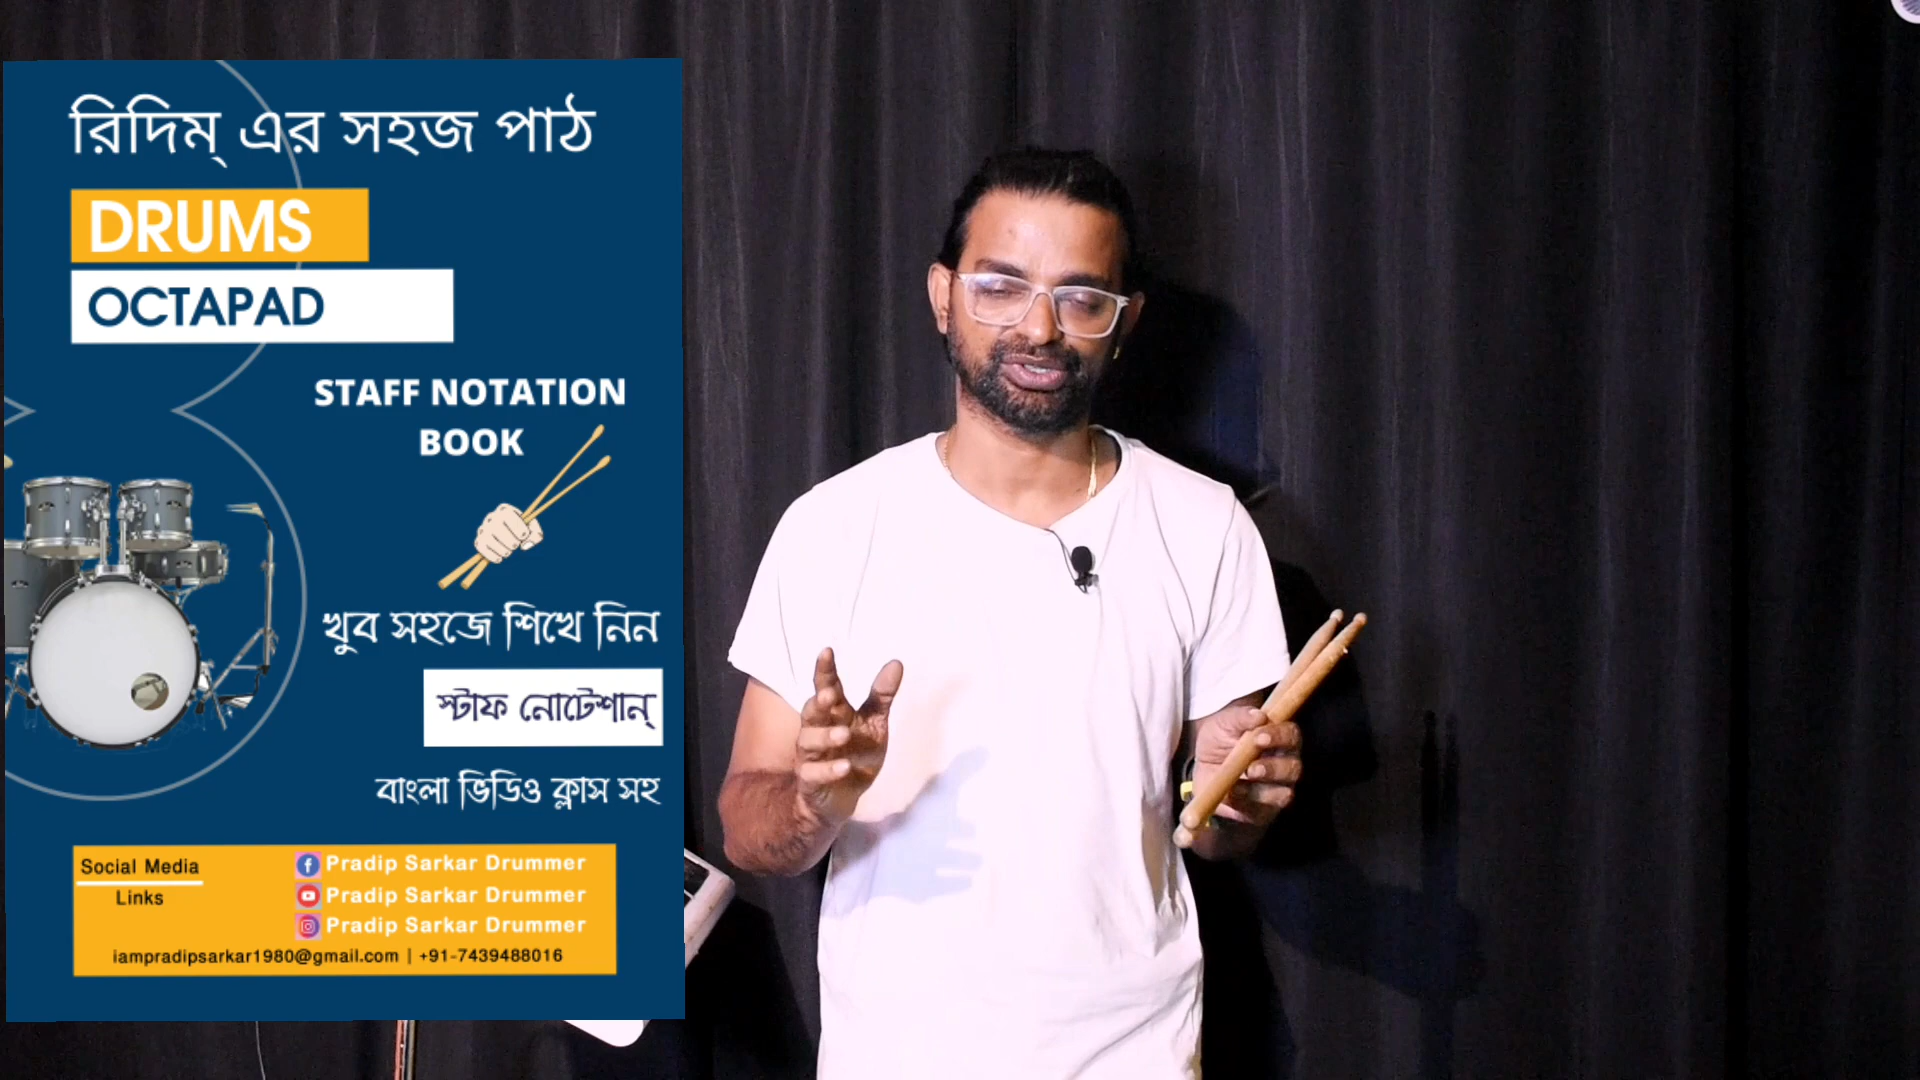 রিদিম্ এর সহজ পাঠ
DRUMS
OCTAPAD
STAFF NOTATION
BOOK
খুব সহজে শিখে নিন
স্টাফ নোটেশান্
বাংলা ভিডিও ক্লাস সহ
Social Media
Links
Pradip Sarkar Drummer
Pradip Sarkar Drummer
Pradip Sarkar Drummer
iampradipsarkar1980@gmail.com | +91-7439488016